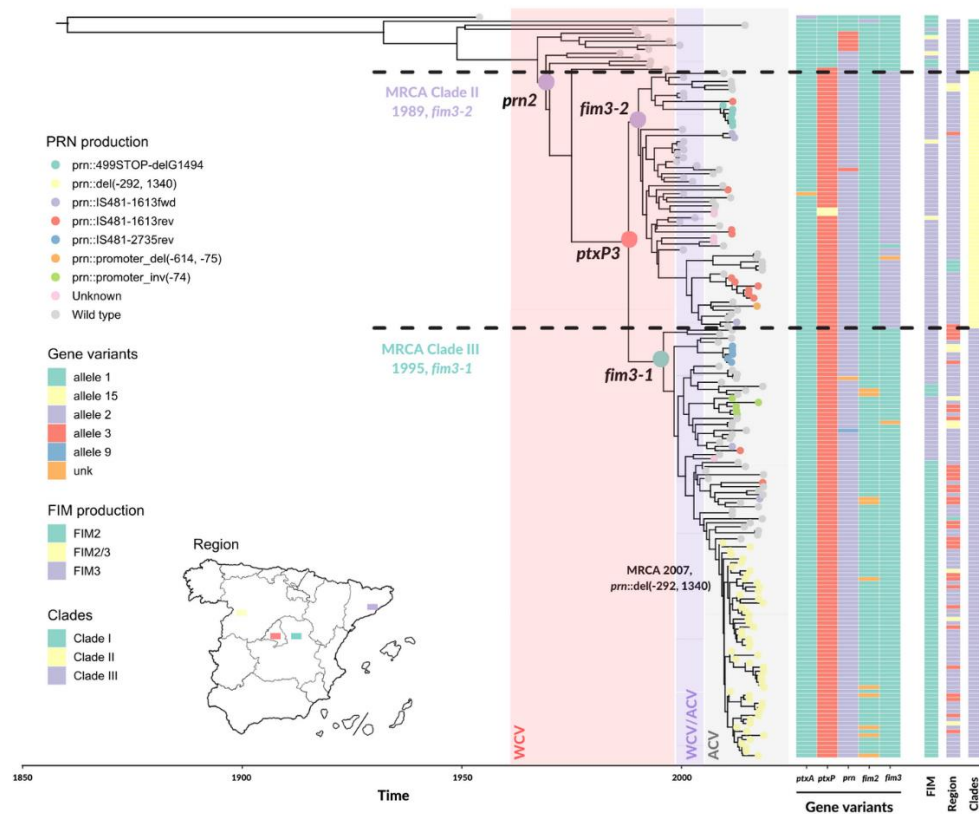 MRCA Clade II
1989, fim3-2
prn2
fim3-2
ptxP3
MRCA Clade III
1995, fim3-1
fim3-1
MRCA 2007,
prn::del(-292, 1340)
PRN production
prn::499STOP-delG1494
prn::del(-292, 1340)
prn::IS481-1613fwd
prn::IS481-1613rev
prn::IS481-2735rev
prn::promoter_del(-614, -75)
prn::promoter_inv(-74)
Unknown
Wild type
Gene variants
allele 1
allele 15
allele 2
allele 3
allele 9
unk
FIM production
FIM2
FIM2/3
FIM3
Clades
Clade I
Clade II
Clade III
Region
WCV
WCV/ACV
ACV
1850
1900
1950
2000
Time
ptxA
ptxP
prn
fim2
fim3
Gene variants
FIM
Region
Clades